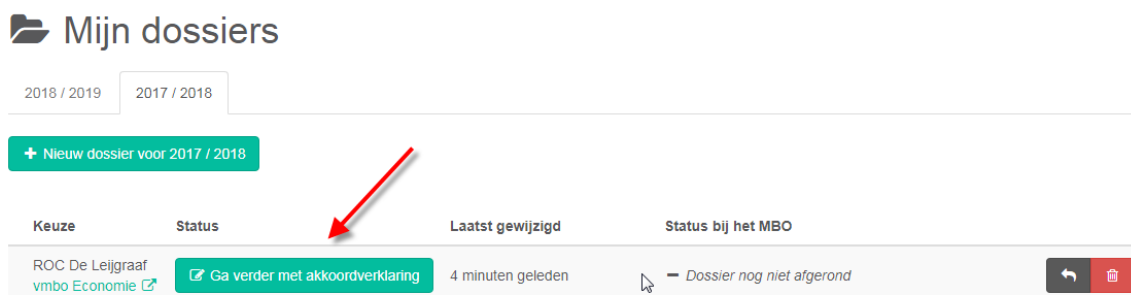 Mijn dossiers
2018 / 2019 2017 / 2018
+ Nieuw dossier voor 2017 / 2018
Keuze Status Laatst gewijzigd Status bij het MBO
ROC De Leijgraaf
vmbo Economie
Ga verder met akkoordverklaring
4 minuten geleden
Dossier nog niet afgerond